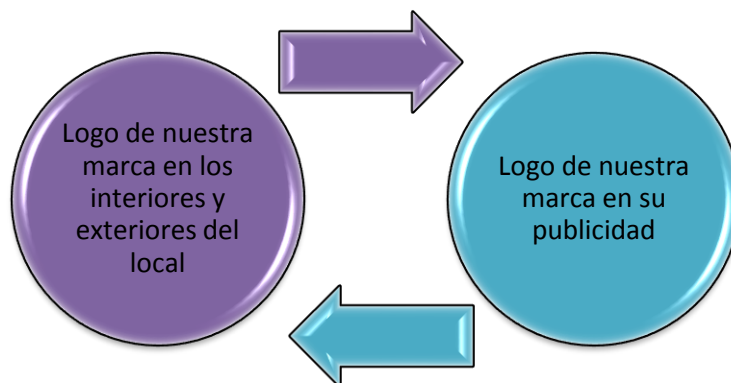 Logo de nuestra
marca en los
interiores y
exteriores del
local
Logo de nuestra
marca en su
publicidad